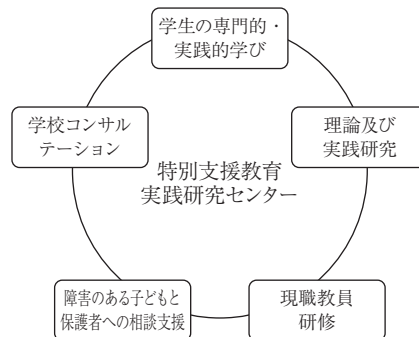 学生の専門的・
実践的学び
学校コンサル
テーション
理論及び
実践研究
特別支援教育
実践研究センター
障害のある子どもと
保護者への相談支援
現職教員
研修